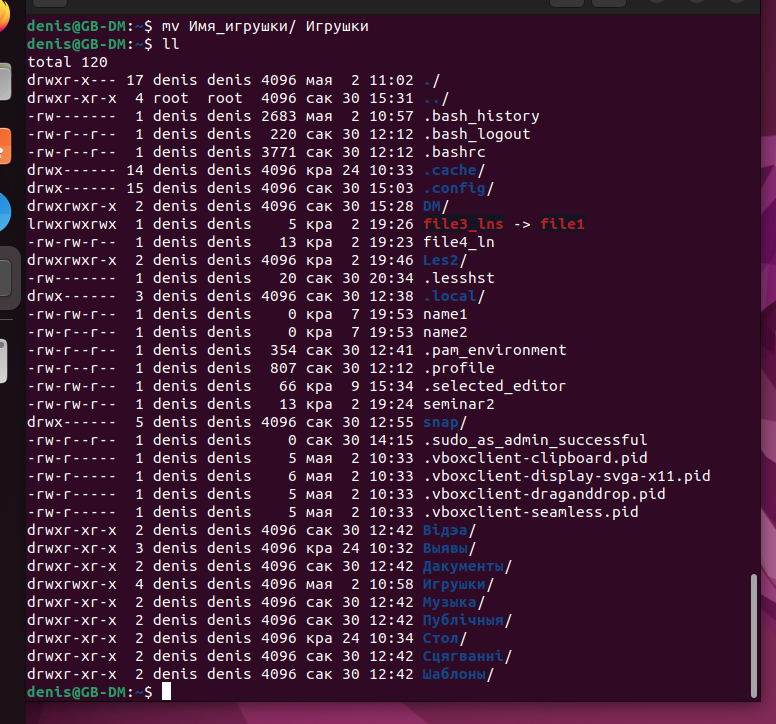 denis@GB-DM:~$ mv Имя_игрушки/ Игрушки
denis@GB-DM:~$ ll
total 120
drwxr-x--- 17 denis denis 4096 мая  2 11:02 ./
drwxr-xr-x  4 root  root  4096 сак 30 15:31 ../
-rw-------  1 denis denis 2683 мая  2 10:57 .bash_history
-rw-r--r--  1 denis denis  220 сак 30 12:12 .bash_logout
-rw-r--r--  1 denis denis 3771 сак 30 12:12 .bashrc
drwx------ 14 denis denis 4096 кра 24 10:33 .cache/
drwx------ 15 denis denis 4096 сак 30 15:03 .config/
drwxrwxr-x  2 denis denis 4096 сак 30 15:28 DM/
lrwxrwxrwx  1 denis denis    5 кра  2 19:26 file3_lns -> file1
-rw-rw-r--  1 denis denis   13 кра  2 19:23 file4_ln
drwxrwxr-x  2 denis denis 4096 кра  2 19:46 Les2/
-rw-------  1 denis denis   20 сак 30 20:34 .lesshst
drwx------  3 denis denis 4096 сак 30 12:38 .local/
-rw-rw-r--  1 denis denis    0 кра  7 19:53 name1
-rw-r--r--  1 denis denis    0 кра  7 19:53 name2
-rw-r--r--  1 denis denis  354 сак 30 12:41 .pam_environment
-rw-r--r--  1 denis denis  807 сак 30 12:12 .profile
-rw-rw-r--  1 denis denis   66 кра  9 15:34 .selected_editor
-rw-rw-r--  1 denis denis   13 кра  2 19:24 seminar2
drwx------  5 denis denis 4096 сак 30 12:55 snap/
-rw-r--r--  1 denis denis    0 сак 30 14:15 .sudo_as_admin_successful
-rw-r-----  1 denis denis    5 мая  2 10:33 .vboxclient-clipboard.pid
-rw-r-----  1 denis denis    6 мая  2 10:33 .vboxclient-display-svga-x11.pid
-rw-r-----  1 denis denis    5 мая  2 10:33 .vboxclient-draganddrop.pid
-rw-r-----  1 denis denis    5 мая  2 10:33 .vboxclient-seamless.pid
drwxr-xr-x  2 denis denis 4096 сак 30 12:42 Відэа/
drwxr-xr-x  3 denis denis 4096 кра 24 10:32 Выявы/
drwxr-xr-x  2 denis denis 4096 сак 30 12:42 Дакументы/
drwxrwxr-x  4 denis denis 4096 мая  2 10:58 Игрушки/
drwxr-xr-x  2 denis denis 4096 сак 30 12:42 Музыка/
drwxr-xr-x  2 denis denis 4096 сак 30 12:42 Публічныя/
drwxr-xr-x  2 denis denis 4096 кра 24 10:34 Стол/
drwxr-xr-x  2 denis denis 4096 сак 30 12:42 Сцягванні/
drwxr-xr-x  2 denis denis 4096 сак 30 12:42 Шаблоны/
denis@GB-DM:~$